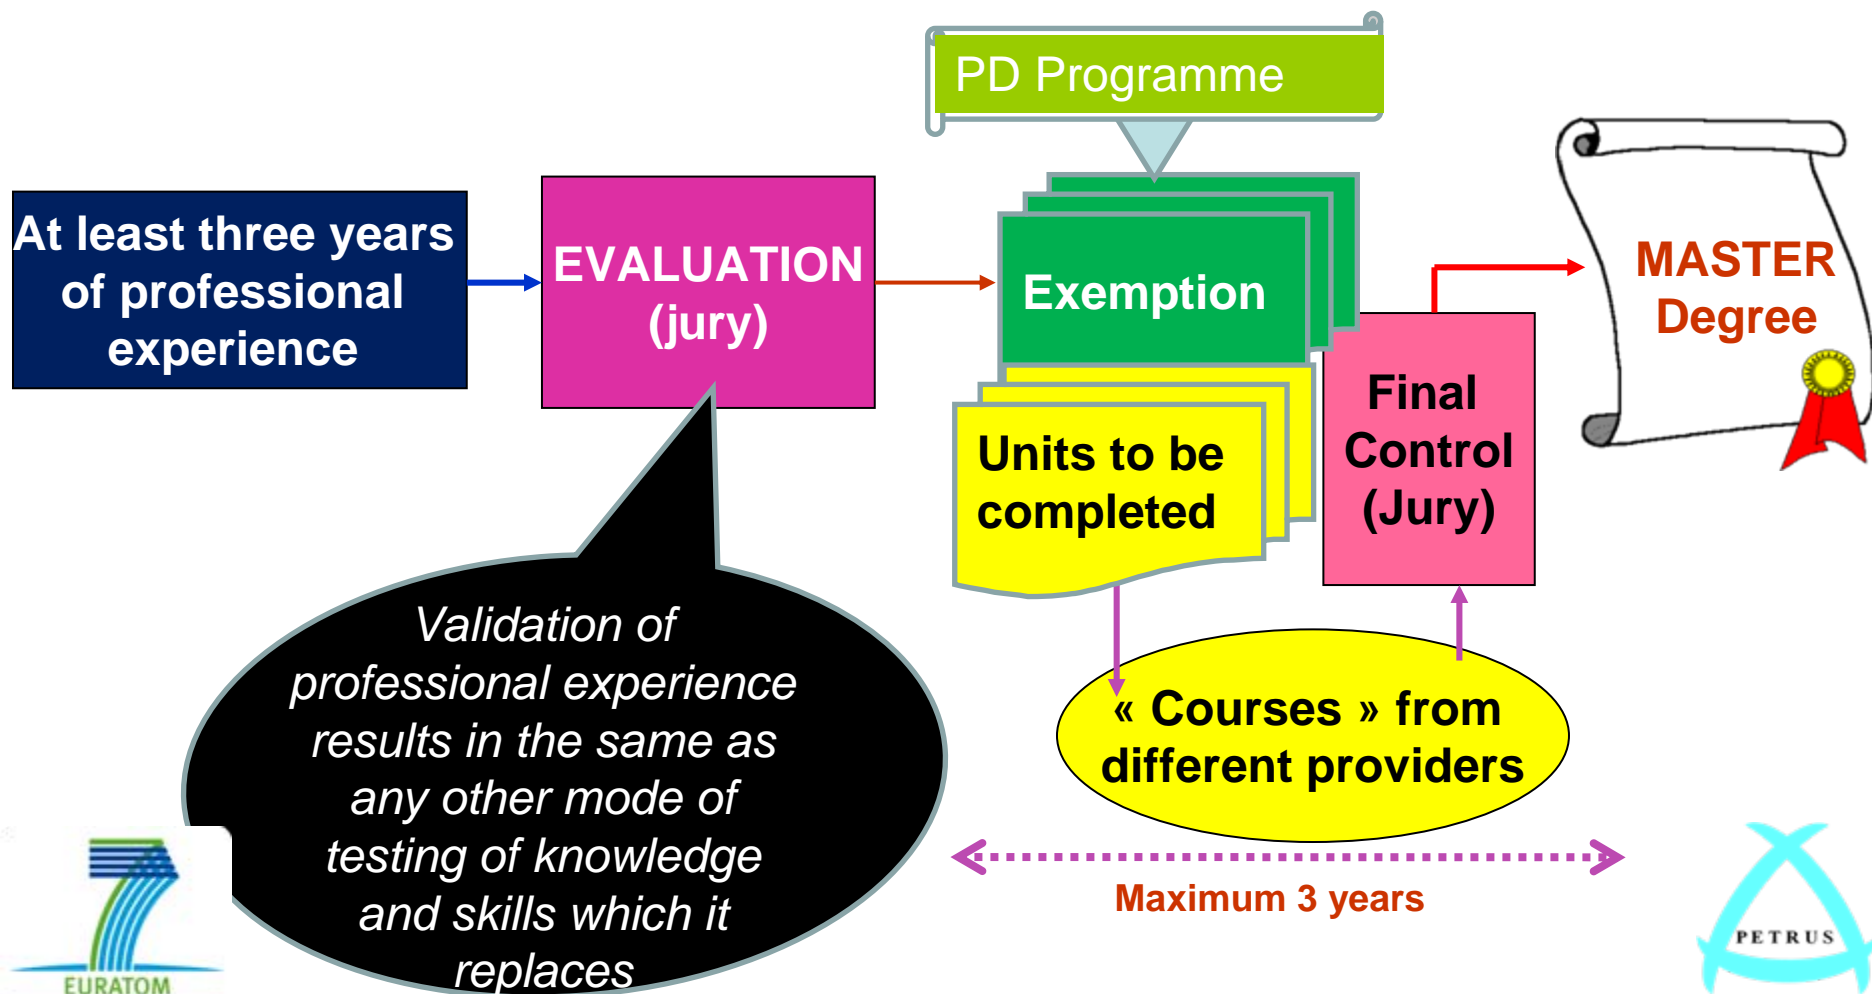 PD Programme
At least three years
of professional
experience
EVALUATION
(jury)
Exemption
Units to be
completed
Final
Control
(Jury)
MASTER
Degree
Validation of
professional experience
results in the same as
any other mode of
testing of knowledge
and skills which it
replaces
« Courses » from
different providers
Maximum 3 years
EURATOM
PETRUS